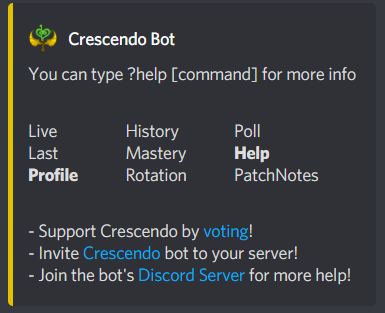 Crescendo Bot
You can type ?help [command] for more info
Live History Poll
Last Mastery Help
Profile Rotation PatchNotes
- Support Crescendo by voting!
- Invite Crescendo bot to your server!
- Join the bot's Discord Server for more help!